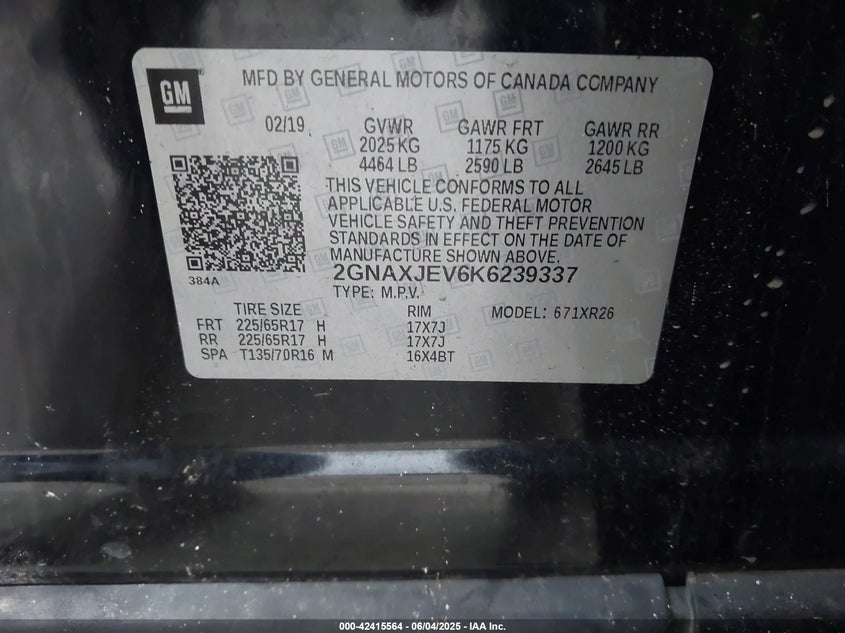 GM
MFD BY GENERAL MOTORS OF CANADA COMPANY
02/19 GVWR GAWR FRT GAWR RR
2025 KG 1175 KG 1200 KG
4464 LB 2590 LB 2645 LB
THIS VEHICLE CONFORMS TO ALL
APPLICABLE U.S. FEDERAL MOTOR
VEHICLE SAFETY AND THEFT PREVENTION
STANDARDS IN EFFECT ON THE DATE OF
MANUFACTURE SHOWN ABOVE.
384A
2GNAXJEV6K6239337
TYPE: M.P.V.
TIRE SIZE RIM MODEL: 671XR26
FRT 225/65R17 H 17X7J
RR 225/65R17 H 17X7J
SPA T135/70R16 M 16X4BT
000-42415564 - 06/04/2025 - IAA Inc.